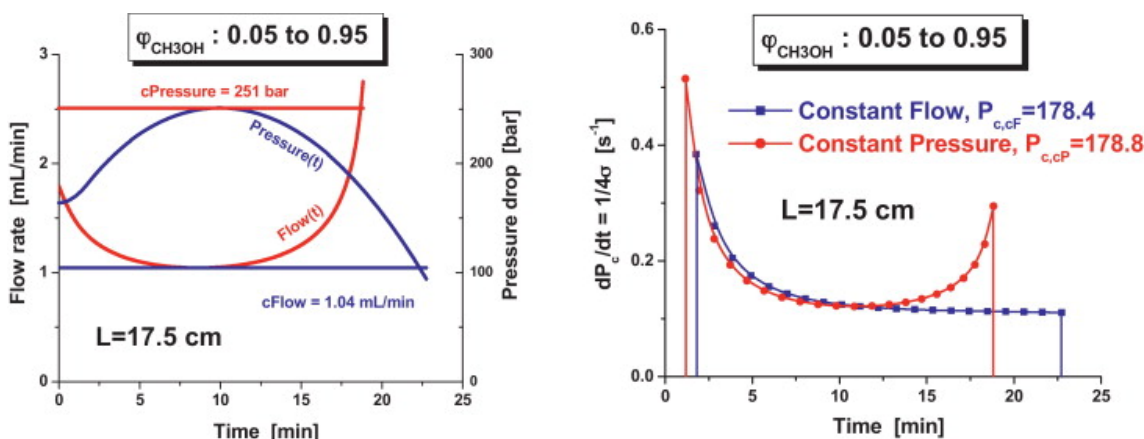 φCH3OH : 0.05 to 0.95
3
2
1
0
Flow rate [mL/min]
300
200
100
0
Pressure drop [bar]
cPressure = 251 bar
Pressure(t)
Flow(t)
cFlow = 1.04 mL/min
L=17.5 cm
0 5 10 15 20 25
Time [min]
φCH3OH : 0.05 to 0.95
0.6
0.4
0.2
0.0
dPc/dt = 1/4σ [s-1]
Constant Flow, Pc,cF=178.4
Constant Pressure, Pc,cP=178.8
L=17.5 cm
0 5 10 15 20 25
Time [min]